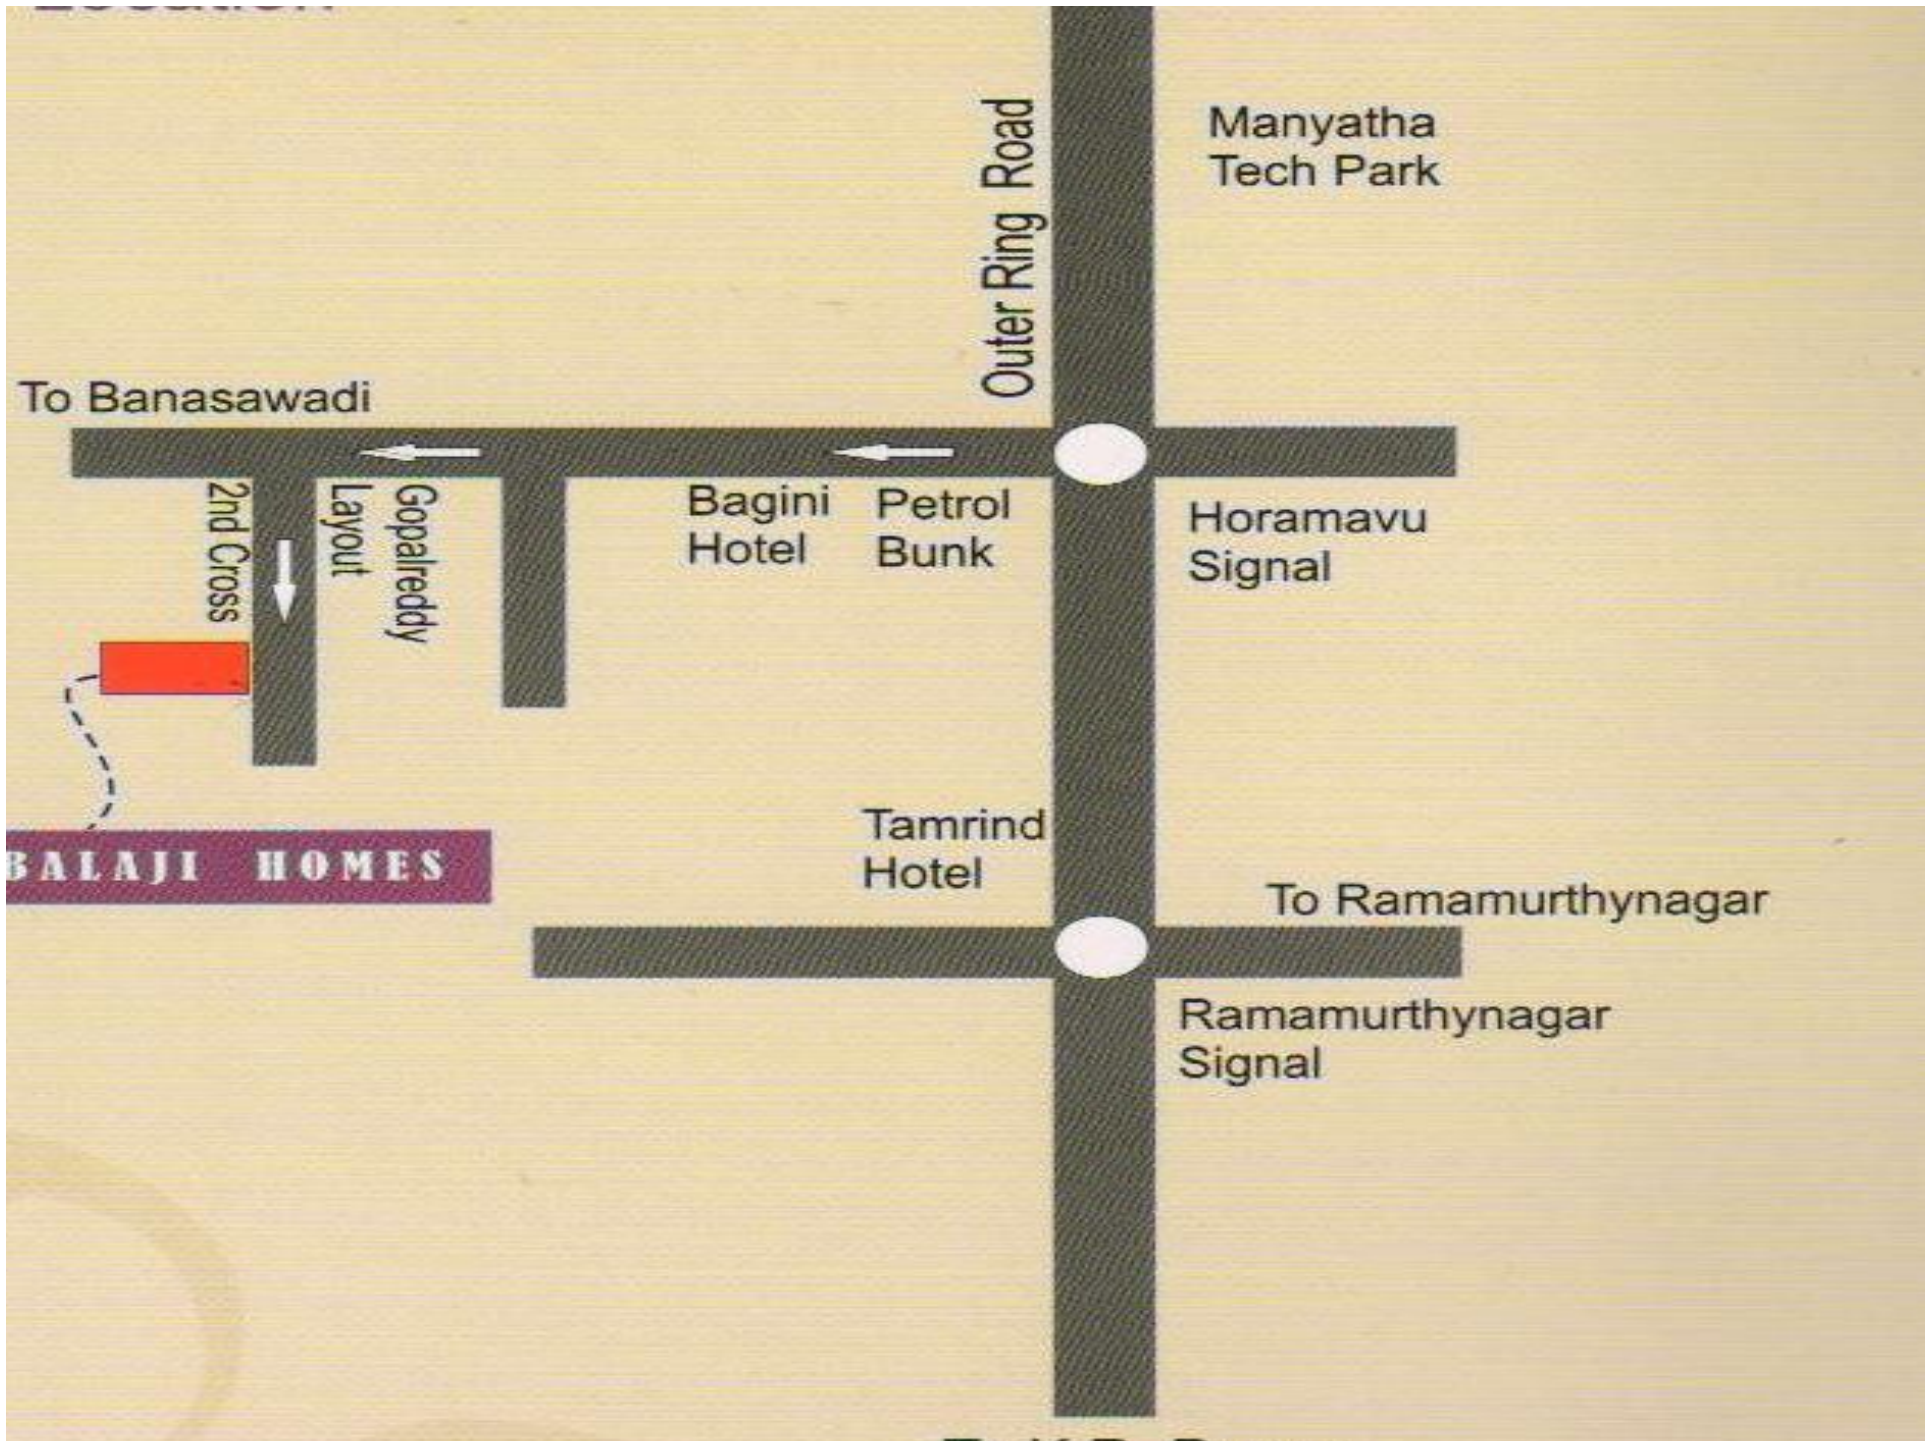 Location
Outer Ring Road
Manyatha
Tech Park
To Banasawadi
2nd Cross
Layout
Gopalreddy
Bagini
Hotel
Petrol
Bunk
Horamavu
Signal
BALAJI HOMES
Tamrind
Hotel
To Ramamurthynagar
Ramamurthynagar
Signal